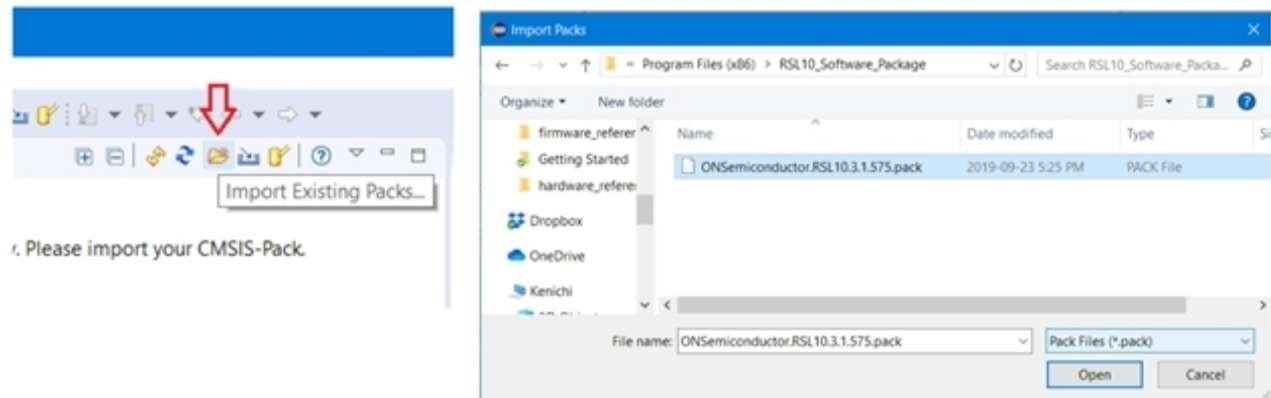 Import Existing Packs...
. Please import your CMSIS-Pack.
Import Packs
« Program Files (x86) > RSL10_Software_Package
Search RSL10_Software_Packa...
Organize
New folder
Name
Date modified
Type
Si
firmware_referer
Getting Started
hardware_refere
Dropbox
OneDrive
Kenichi
ONSemiconductor.RSL10.3.1.575.pack
2019-09-23 5:25 PM
PACK File
File name:
ONSemiconductor.RSL10.3.1.575.pack
Pack Files (*.pack)
Open
Cancel